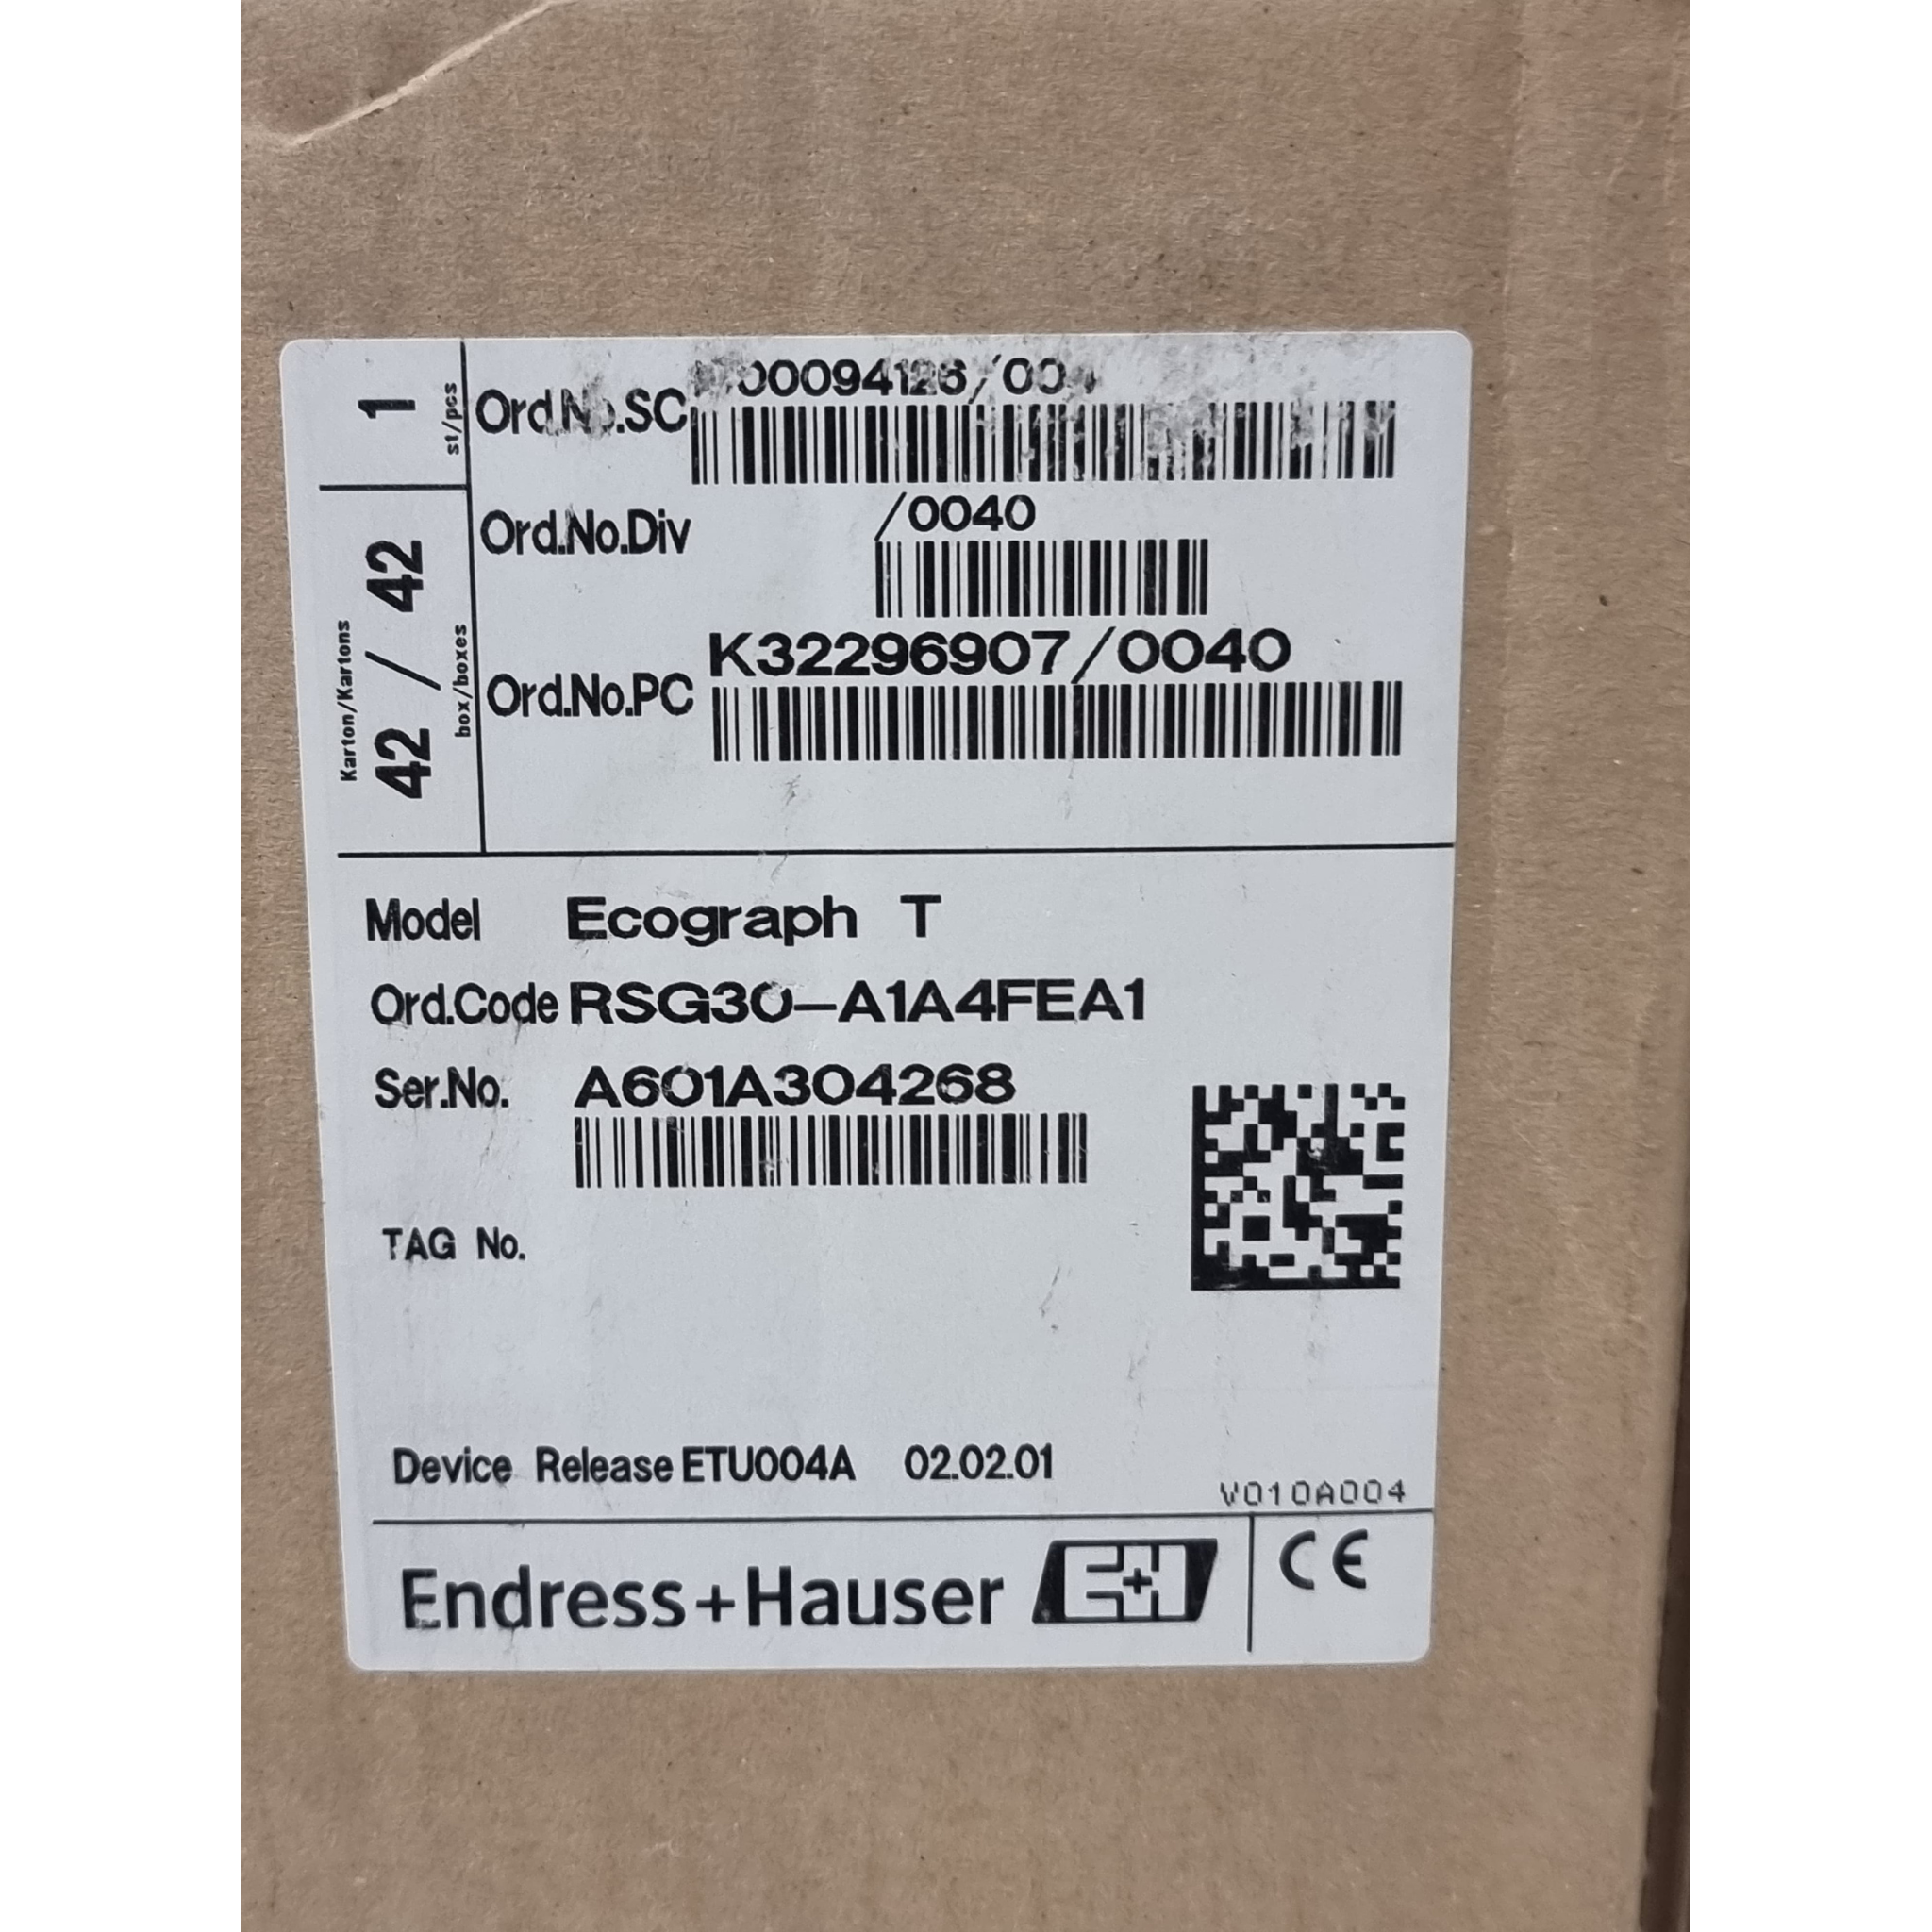 1
st/pcs
Karton/Kartons
42 / 42
box/boxes
Ord.No.SC
Ord.No.Div /0040
Ord.No.PC K32296907/0040
Model Ecograph T
Ord.Code RSG30-A1A4FEA1
Ser.No. A601A304268
TAG No.
Device Release ETU004A 02.02.01
V010A004
Endress+Hauser E+H CE